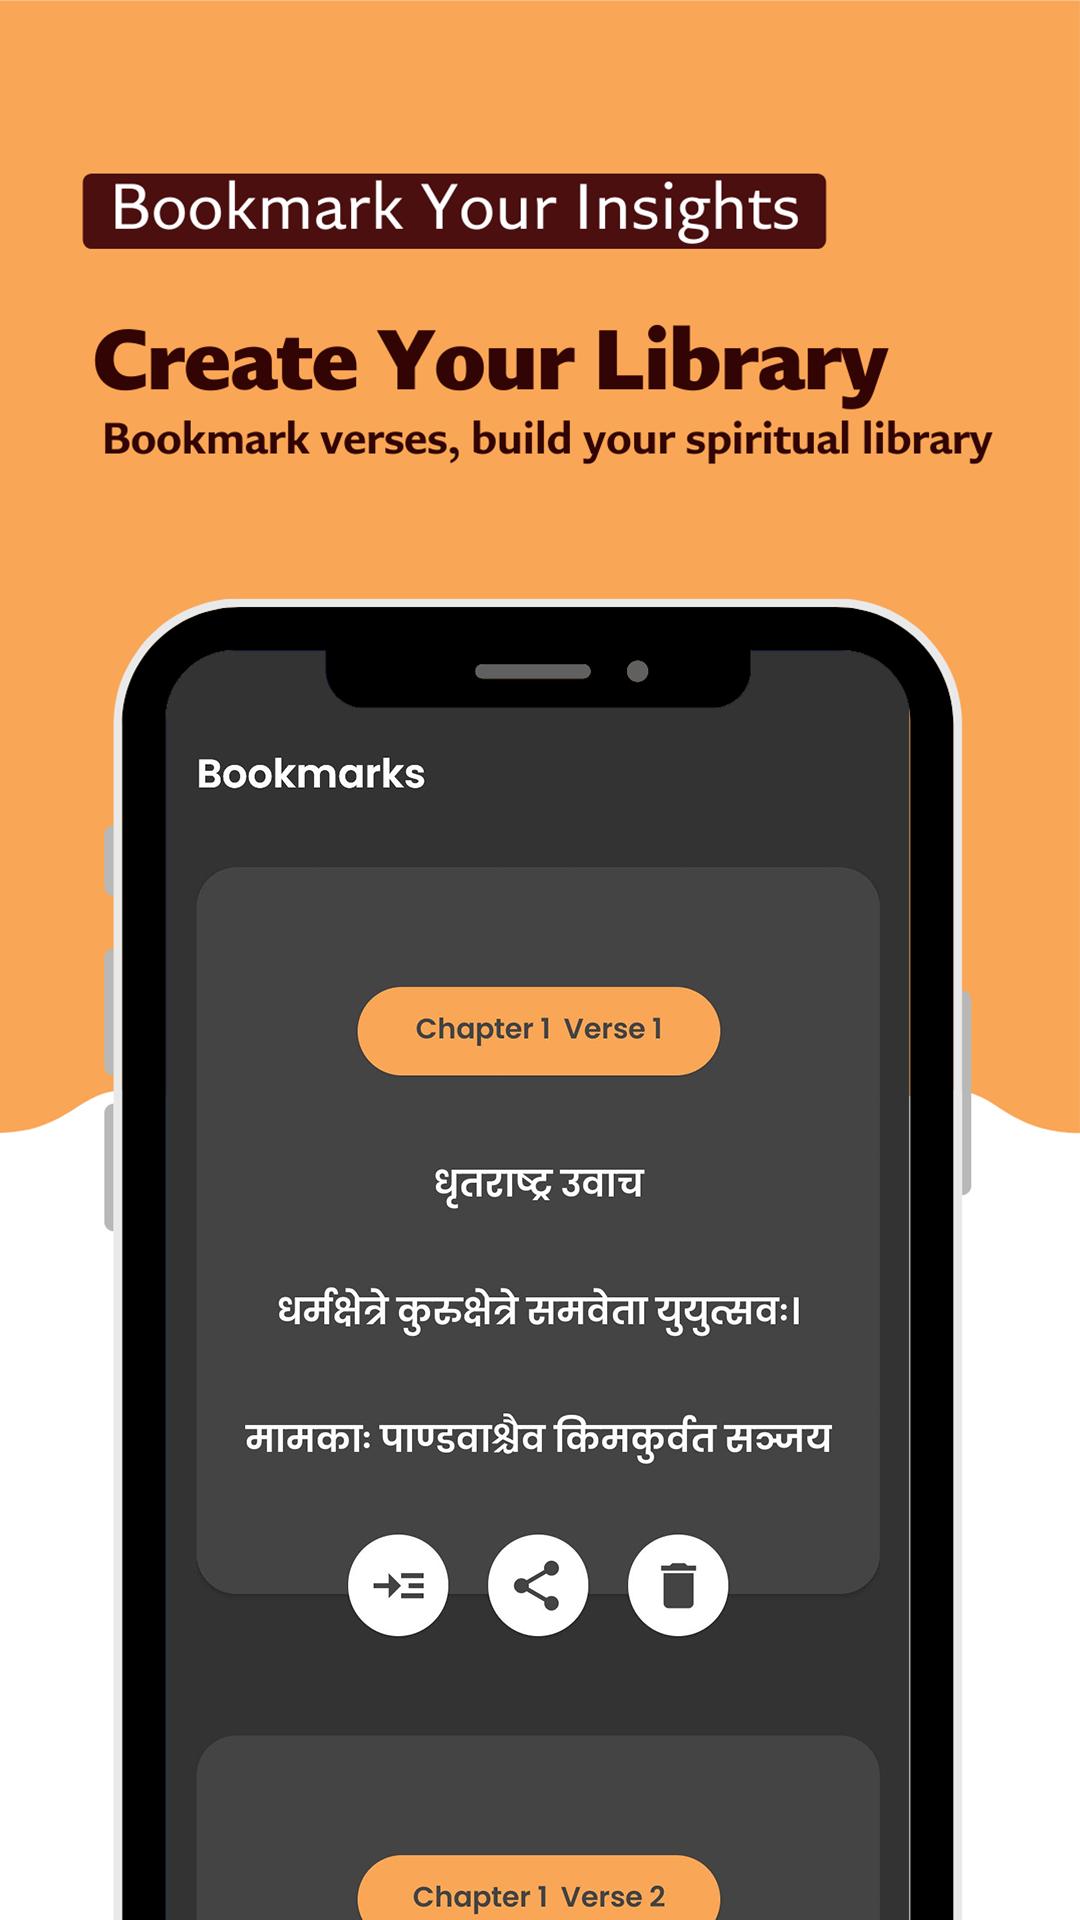 Bookmark Your Insights
Create Your Library
Bookmark verses, build your spiritual library
Bookmarks
Chapter 1 Verse 1
धृतराष्ट्र उवाच
धर्मक्षेत्रे कुरुक्षेत्रे समवेता युयुत्सवः।
मामकाः पाण्डवाश्चैव किमकुर्वत सञ्जय
Chapter 1 Verse 2